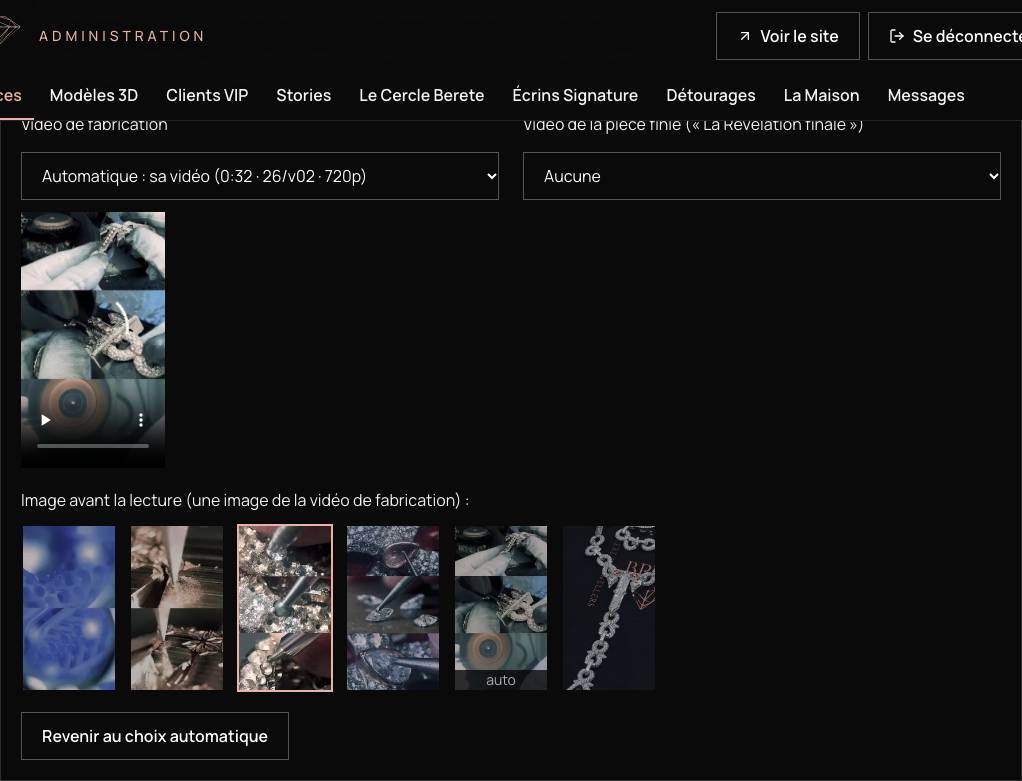 ADMINISTRATION
Voir le site
Se déconnecte
ces
Modèles 3D
Clients VIP
Stories
Le Cercle Berete
Écrins Signature
Détourages
La Maison
Messages
Vidéo de fabrication
Vidéo de la pièce finie (« La Révélation finale »)
Automatique : sa vidéo (0:32 · 26/v02 · 720p)
Aucune
Image avant la lecture (une image de la vidéo de fabrication) :
auto
Revenir au choix automatique